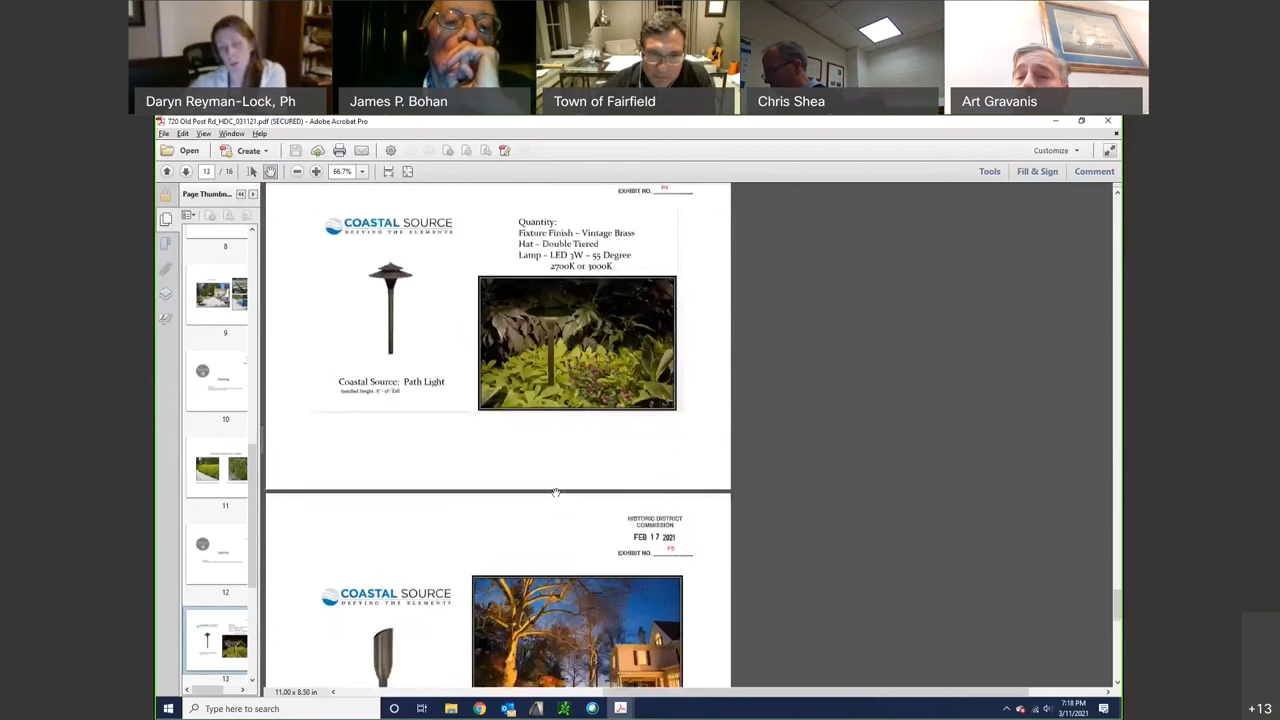 Daryn Reyman-Lock, Ph
James P. Bohan
Town of Fairfield
Chris Shea
Art Gravanis
720 Old Post Rd_HDC_031121.pdf (SECURED) - Adobe Acrobat Pro
File Edit View Window Help
Open Create Customize
13 / 16 66.7% Tools Fill & Sign Comment
Page Thumbn...
8
9
10
11
12
13
EXHIBIT NO. P4
COASTAL SOURCE
DEFYING THE ELEMENTS
Quantity:
Fixture Finish – Vintage Brass
Hat – Double Tiered
Lamp – LED 3W – 55 Degree
2700K or 3000K
Coastal Source: Path Light
HISTORIC DISTRICT
COMMISSION
FEB 17 2021
EXHIBIT NO. P5
COASTAL SOURCE
DEFYING THE ELEMENTS
11.00 x 8.50 in
Type here to search
7:18 PM
3/11/2021
+13